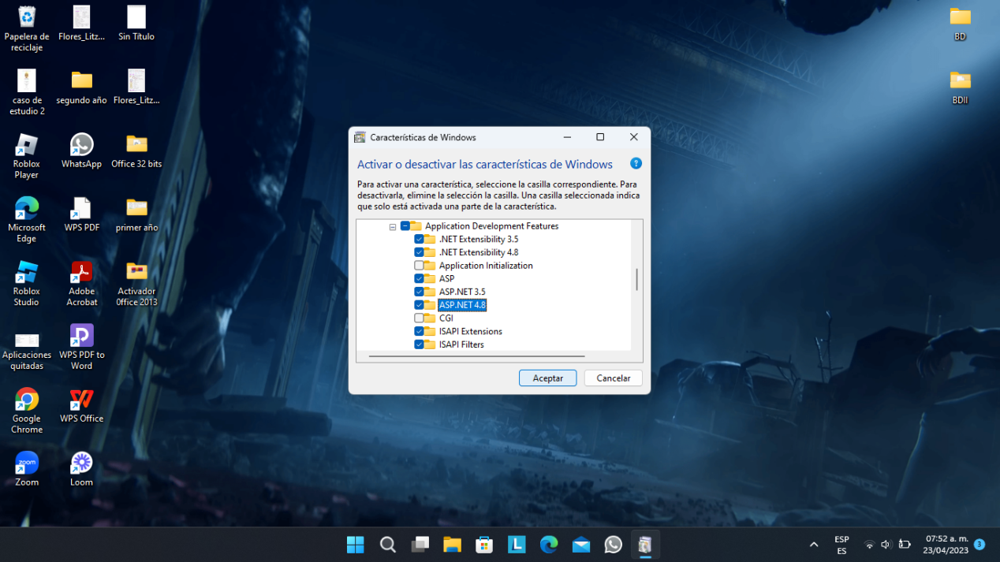 Papelera de
reciclaje
Flores_Litz...
Sin Título
caso de
estudio 2
segundo año
Flores_Litz...
Roblox
Player
WhatsApp
Office 32 bits
Microsoft
Edge
WPS PDF
primer año
Roblox
Studio
Adobe
Acrobat
Activador
Office 2013
Aplicaciones
quitadas
WPS PDF to
Word
Google
Chrome
WPS Office
zoom
Zoom
Loom
BD
BDII
Características de Windows
Activar o desactivar las características de Windows
?
Para activar una característica, seleccione la casilla correspondiente. Para
desactivarla, elimine la selección la casilla. Una casilla seleccionada indica
que solo está activada una parte de la característica.
Application Development Features
.NET Extensibility 3.5
.NET Extensibility 4.8
Application Initialization
ASP
ASP.NET 3.5
ASP.NET 4.8
CGI
ISAPI Extensions
ISAPI Filters
Aceptar
Cancelar
L
ESP
ES
07:52 a. m.
23/04/2023
3